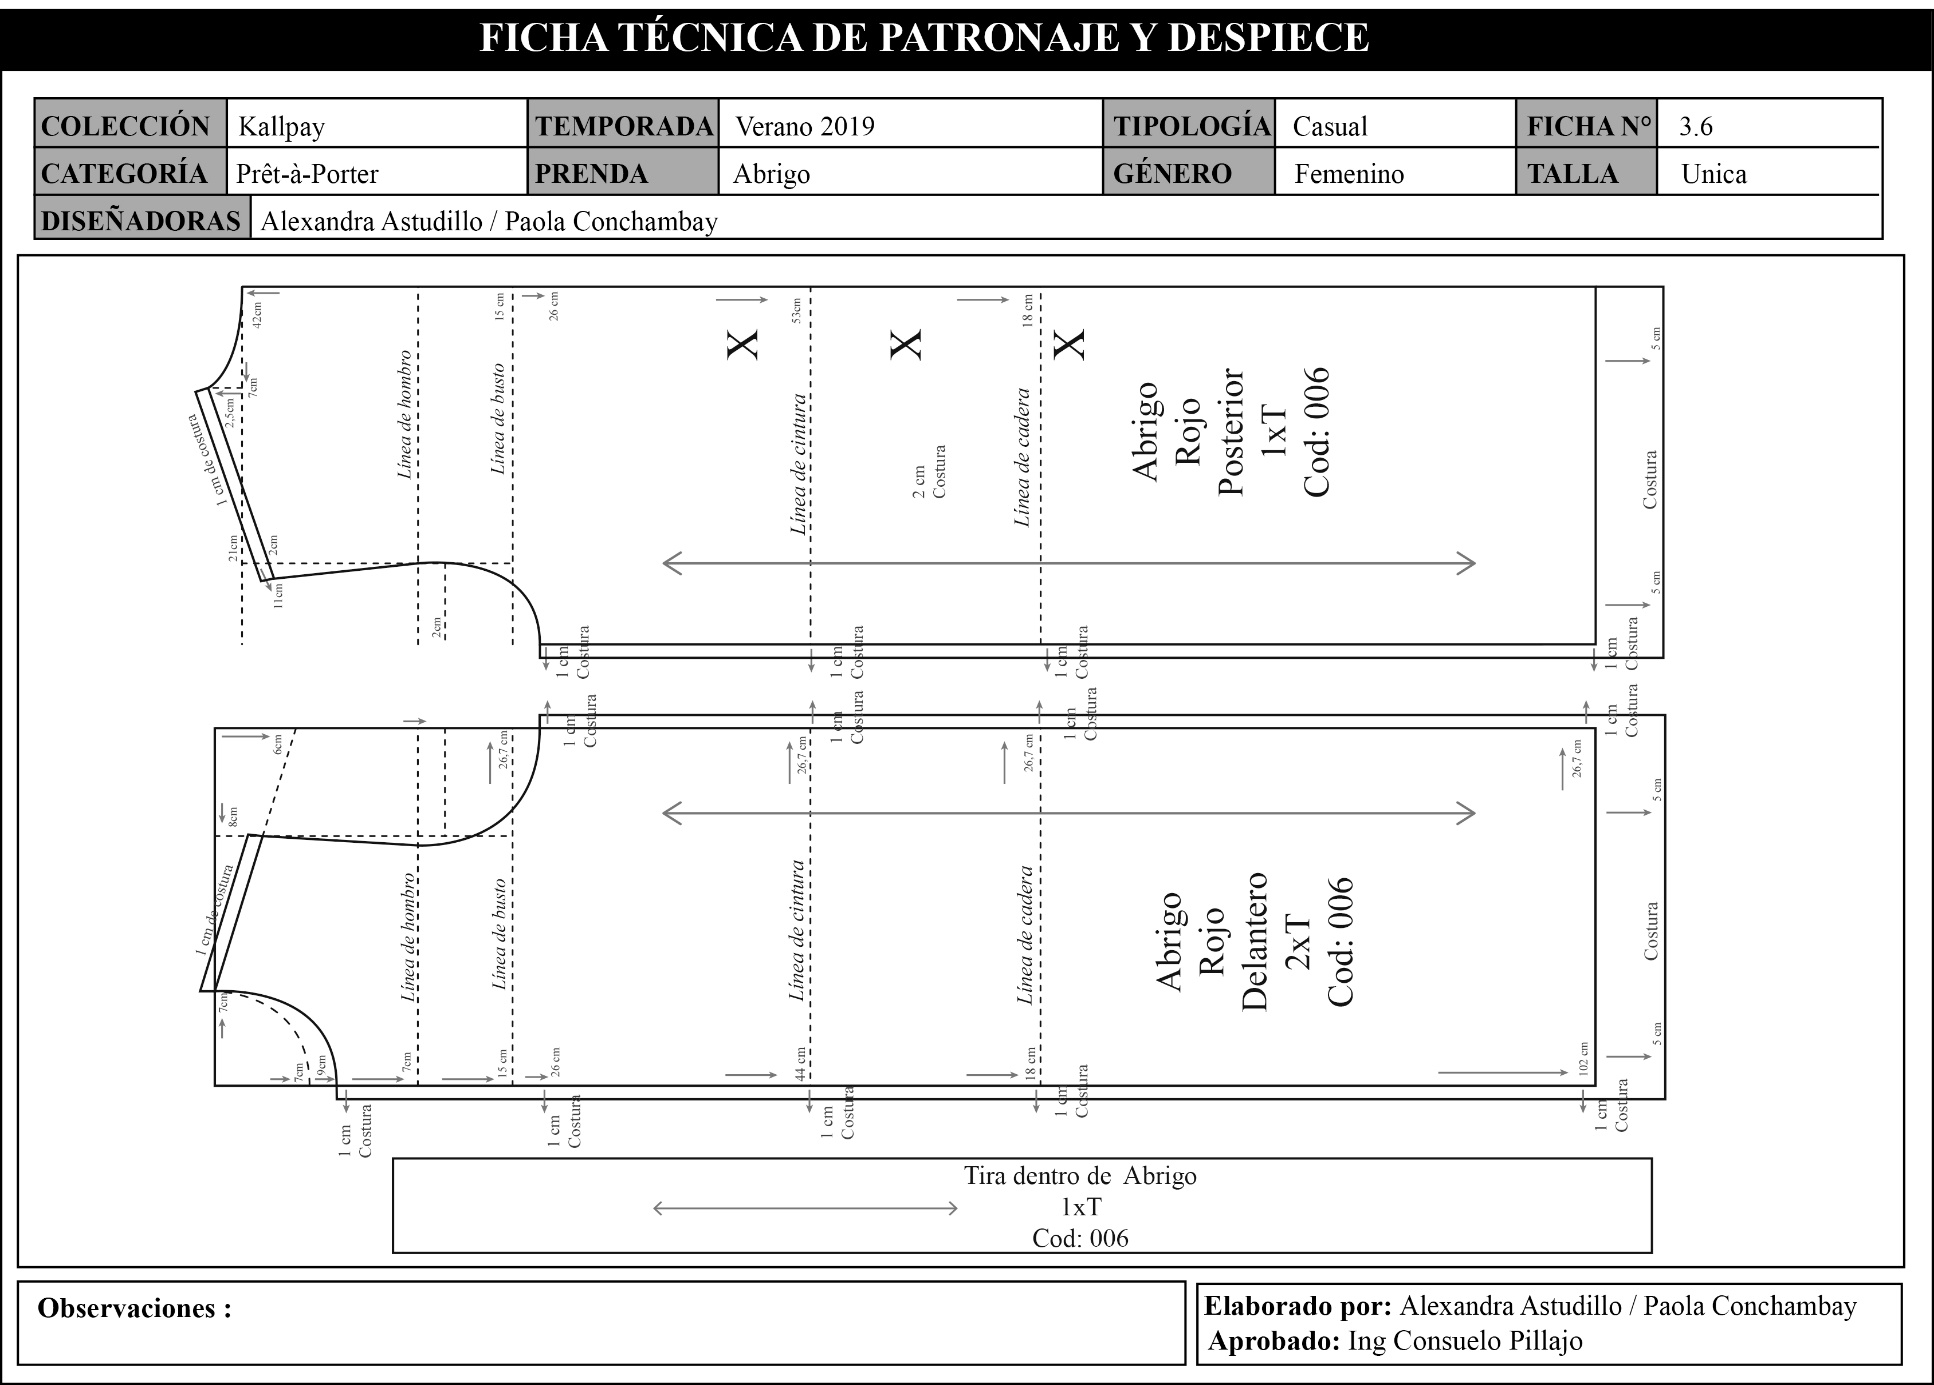 FICHA TÉCNICA DE PATRONAJE Y DESPIECE
COLECCIÓN Kallpay TEMPORADA Verano 2019 TIPOLOGÍA Casual FICHA N° 3.6
CATEGORÍA Prêt-à-Porter PRENDA Abrigo GÉNERO Femenino TALLA Unica
DISEÑADORAS Alexandra Astudillo / Paola Conchambay
42cm
7cm
2,5cm
1 cm de costura
21cm
2cm
11cm
Línea de hombro
2cm
15 cm
Línea de busto
26 cm
X
53cm
Línea de cintura
X
2 cm
Costura
18 cm
Línea de cadera
X
Abrigo
Rojo
Posterior
1xT
Cod: 006
5 cm
Costura
5 cm
1 cm
Costura
1 cm
Costura
1 cm
Costura
1 cm
Costura
1 cm
Costura
1 cm
Costura
1 cm
Costura
1 cm
Costura
6cm
8cm
1 cm de costura
7cm
7cm
9cm
Línea de hombro
7cm
26,7 cm
Línea de busto
15 cm
26 cm
26,7 cm
Línea de cintura
44 cm
26,7 cm
Línea de cadera
18 cm
Abrigo
Rojo
Delantero
2xT
Cod: 006
26,7 cm
102 cm
5 cm
Costura
5 cm
1 cm
Costura
1 cm
Costura
1 cm
Costura
1 cm
Costura
1 cm
Costura
Tira dentro de Abrigo
1xT
Cod: 006
Observaciones :
Elaborado por: Alexandra Astudillo / Paola Conchambay
Aprobado: Ing Consuelo Pillajo